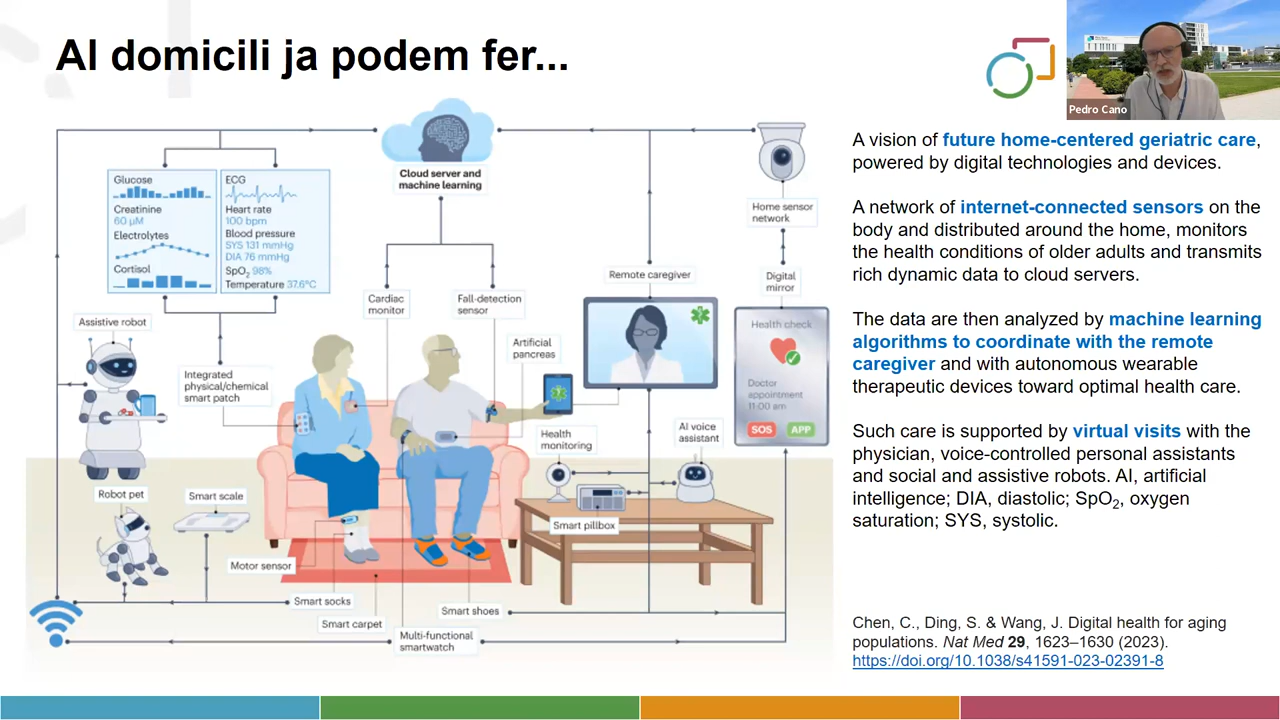 Al domicili ja podem fer...
Pedro Cano
Cloud server and
machine learning
Glucose
Creatinine
60 µM
Electrolytes
Cortisol
ECG
Heart rate
100 bpm
Blood pressure
SYS 131 mmHg
DIA 76 mmHg
SpO₂ 98%
Temperature 37.6°C
Home sensor
network
Remote caregiver
Digital
mirror
Cardiac
monitor
Fall-detection
sensor
Assistive robot
Artificial
pancreas
Health check
Doctor
appointment
11:00 am
SOS
APP
Integrated
physical/chemical
smart patch
Health
monitoring
AI voice
assistant
Robot pet
Smart scale
Smart pillbox
Motor sensor
Smart socks
Smart carpet
Smart shoes
Multi-functional
smartwatch
A vision of future home-centered geriatric care,
powered by digital technologies and devices.
A network of internet-connected sensors on the
body and distributed around the home, monitors
the health conditions of older adults and transmits
rich dynamic data to cloud servers.
The data are then analyzed by machine learning
algorithms to coordinate with the remote
caregiver and with autonomous wearable
therapeutic devices toward optimal health care.
Such care is supported by virtual visits with the
physician, voice-controlled personal assistants
and social and assistive robots. AI, artificial
intelligence; DIA, diastolic; SpO₂, oxygen
saturation; SYS, systolic.
Chen, C., Ding, S. & Wang, J. Digital health for aging
populations. Nat Med 29, 1623–1630 (2023).
https://doi.org/10.1038/s41591-023-02391-8